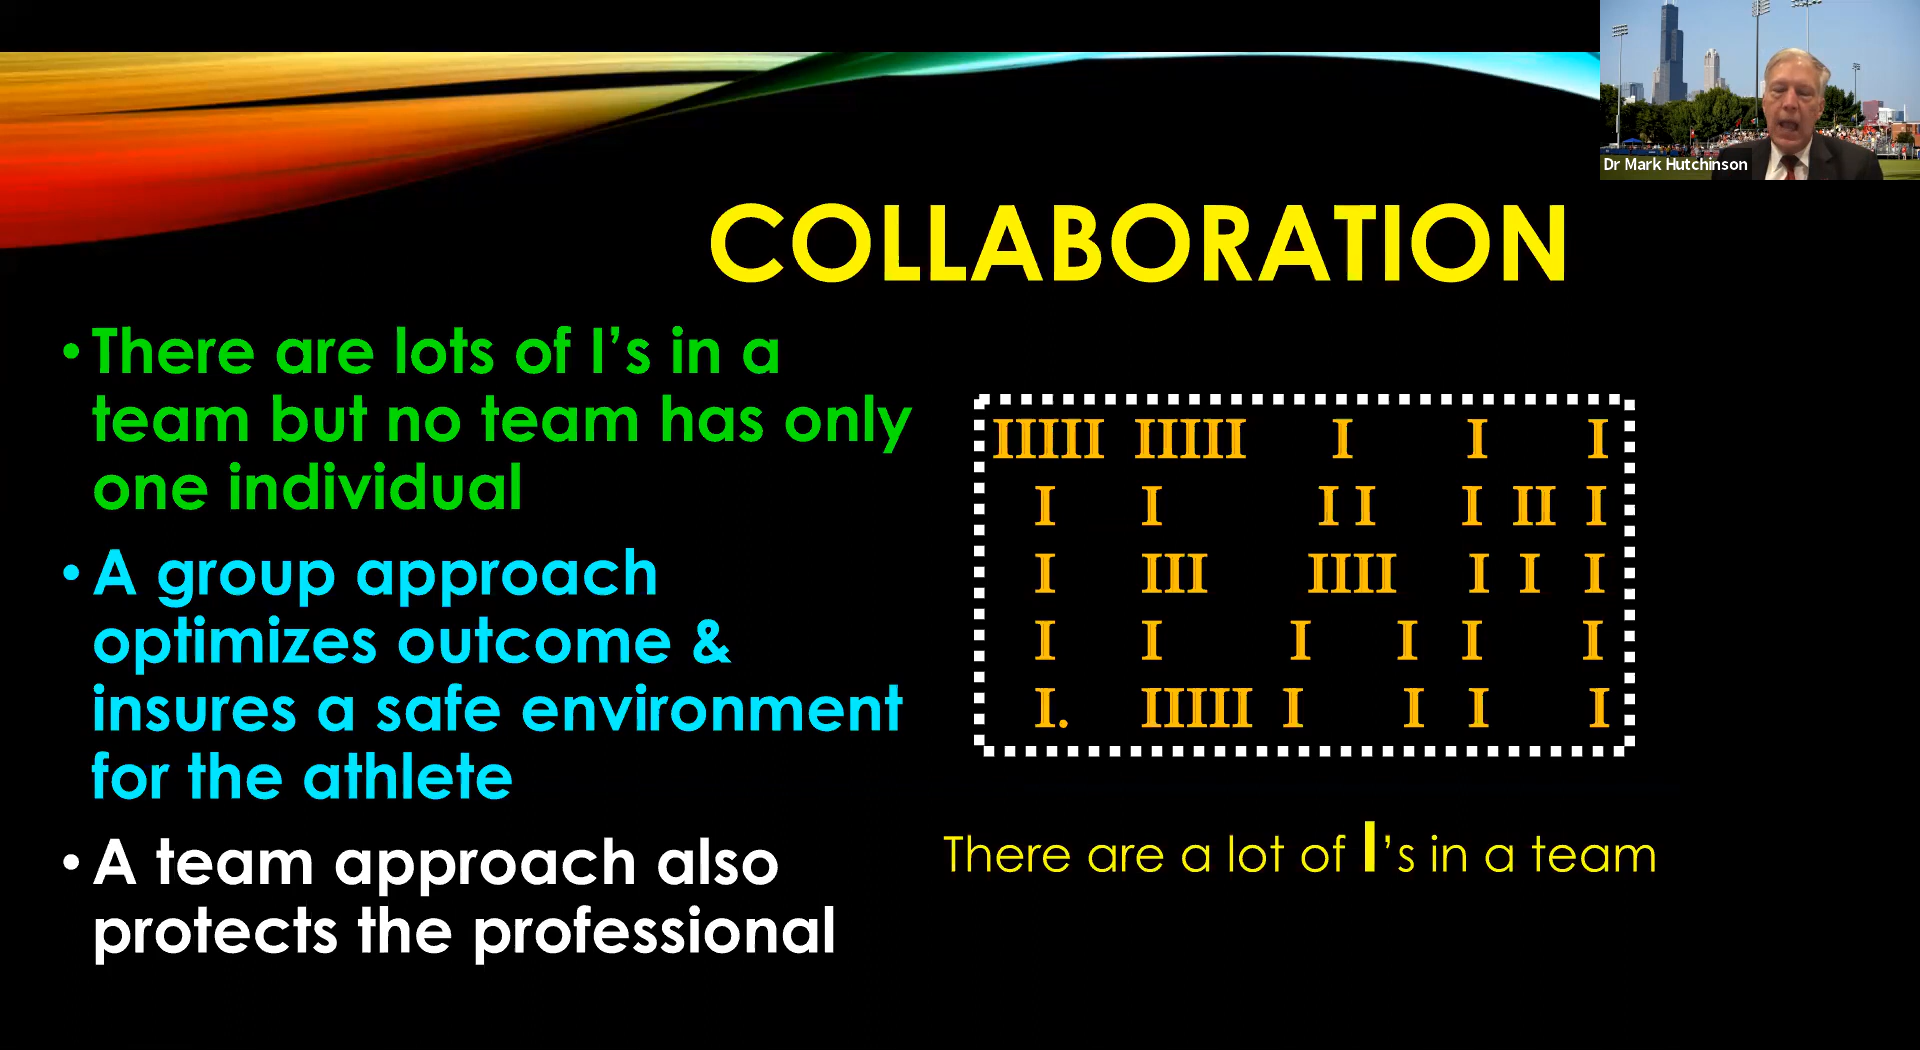 Dr Mark Hutchinson
COLLABORATION
• There are lots of I's in a
team but no team has only
one individual
• A group approach
optimizes outcome &
insures a safe environment
for the athlete
• A team approach also
protects the professional
IIIII IIIII I I I
I I I I I II I
I III IIII I I I
I I I I I I
I. IIIII I I I I
There are a lot of I's in a team